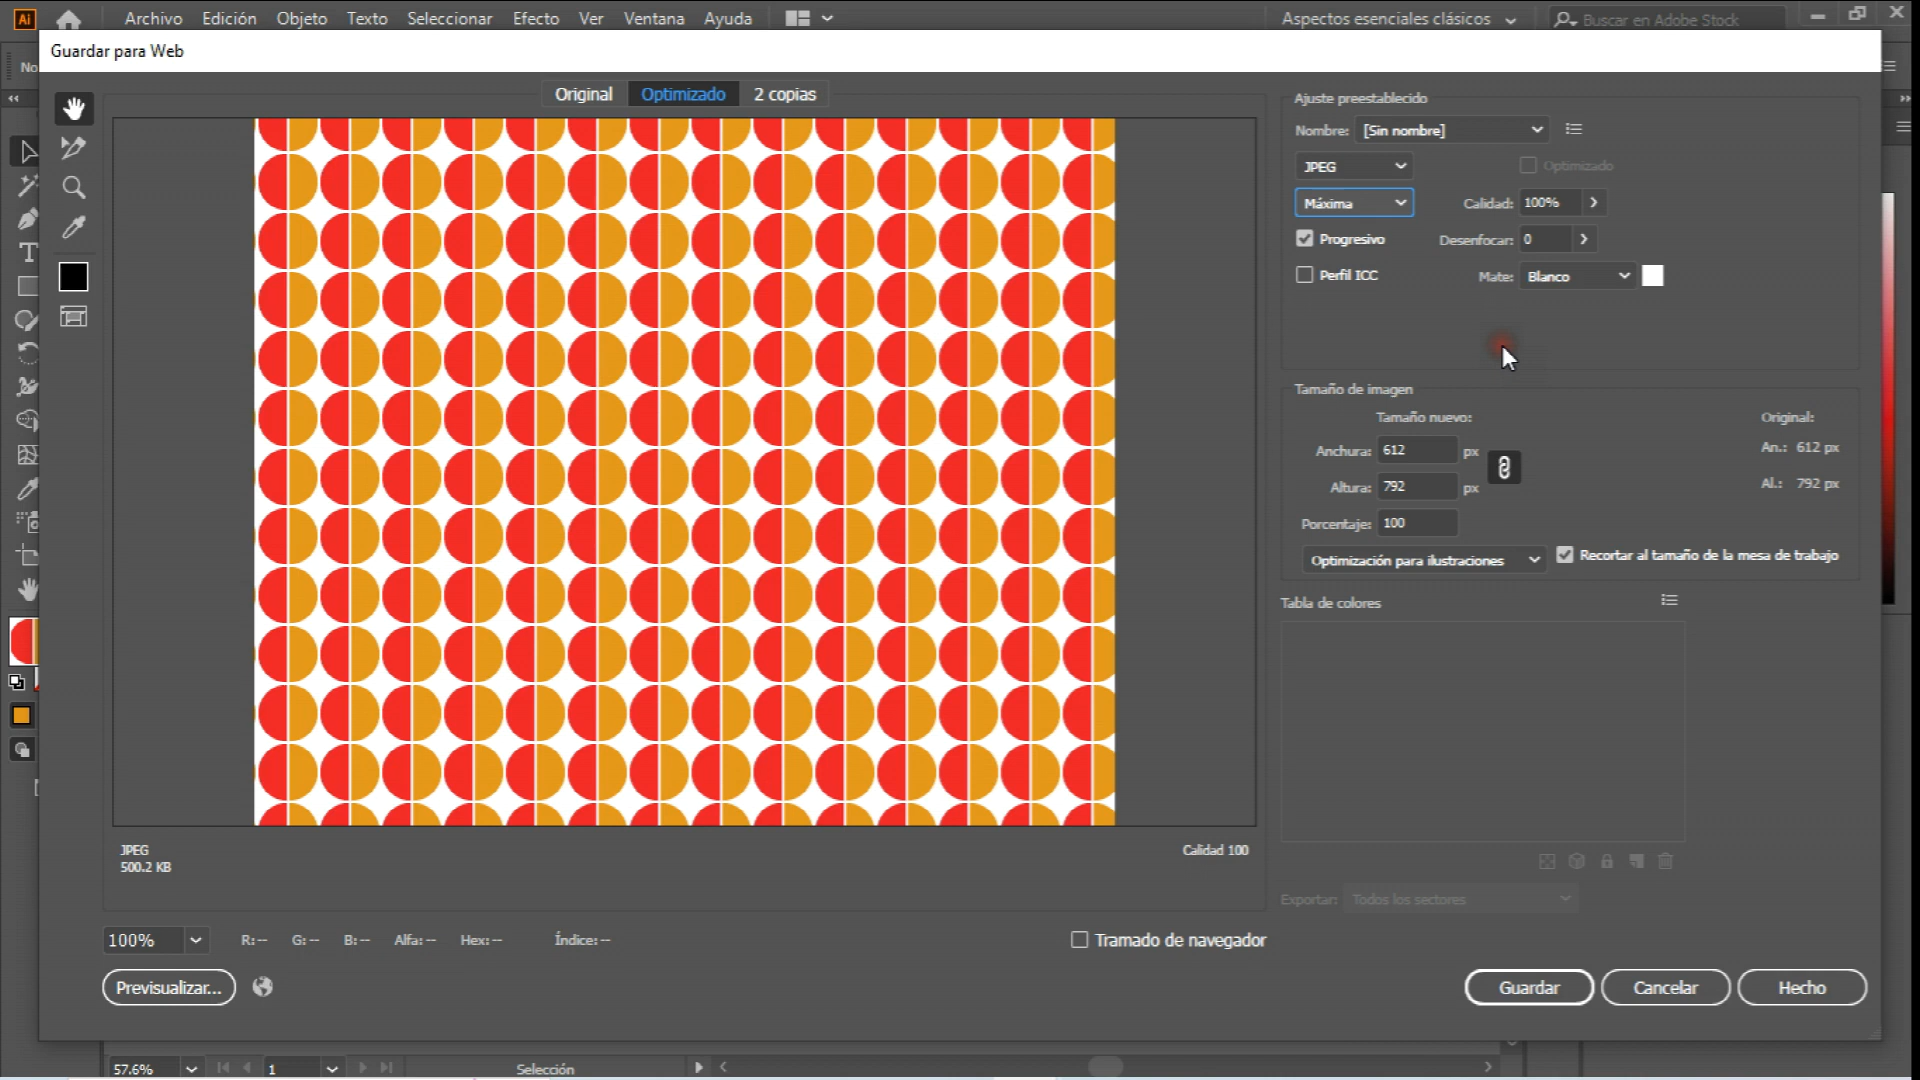 Ai Archivo Edición Objeto Texto Seleccionar Efecto Ver Ventana Ayuda Aspectos esenciales clásicos Buscar en Adobe Stock
Guardar para Web
No
Original Optimizado 2 copias
Ajuste preestablecido
Nombre: [Sin nombre]
JPEG Optimizado
Máxima Calidad: 100%
Progresivo Desenfocar: 0
Perfil ICC Mate: Blanco
Tamaño de imagen
Tamaño nuevo: Original:
Anchura: 612 px An.: 612 px
Altura: 792 px Al.: 792 px
Porcentaje: 100
Optimización para ilustraciones Recortar al tamaño de la mesa de trabajo
Tabla de colores
JPEG Calidad 100
500.2 KB
Exportar: Todos los sectores
100% R:-- G:-- B:-- Alfa:-- Hex:-- Índice:-- Tramado de navegador
Previsualizar... Guardar Cancelar Hecho
57.6% 1 Selección